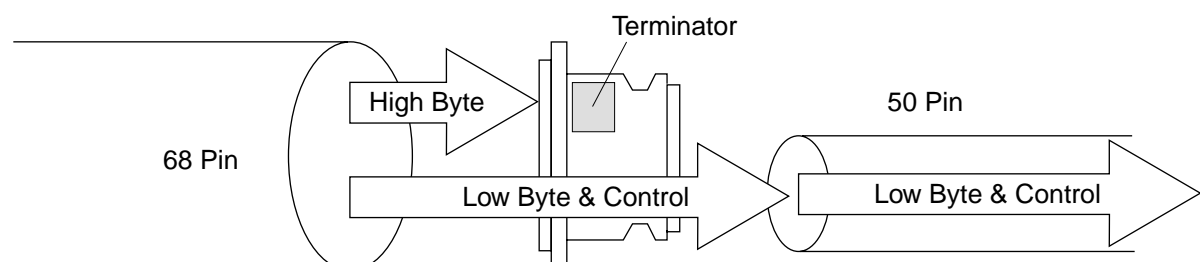 Terminator
High Byte
50 Pin
68 Pin
Low Byte & Control
Low Byte & Control